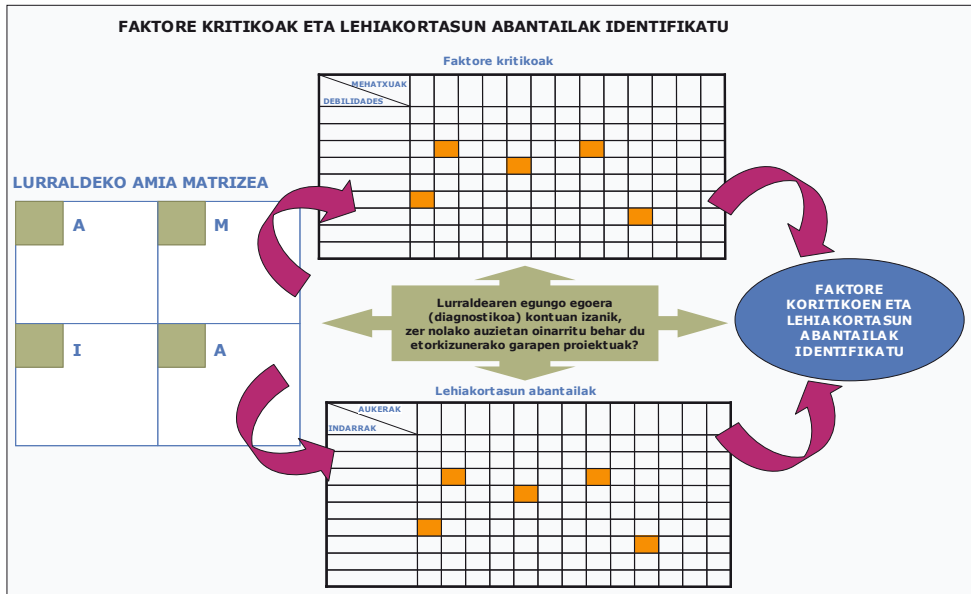 FAKTORE KRITIKOAK ETA LEHIAKORTASUN ABANTAILAK IDENTIFIKATU
Faktore kritikoak
MEHATXUAK
DEBILIDADES
LURRALDEKO AMIA MATRIZEA
A
M
I
A
Lurraldearen egungo egoera
(diagnostikoa) kontuan izanik,
zer nolako auzietan oinarritu behar du
etorkizunerako garapen proiektuak?
FAKTORE
KORITIKOEN ETA
LEHIAKORTASUN
ABANTAILAK
IDENTIFIKATU
Lehiakortasun abantailak
AUKERAK
INDARRAK